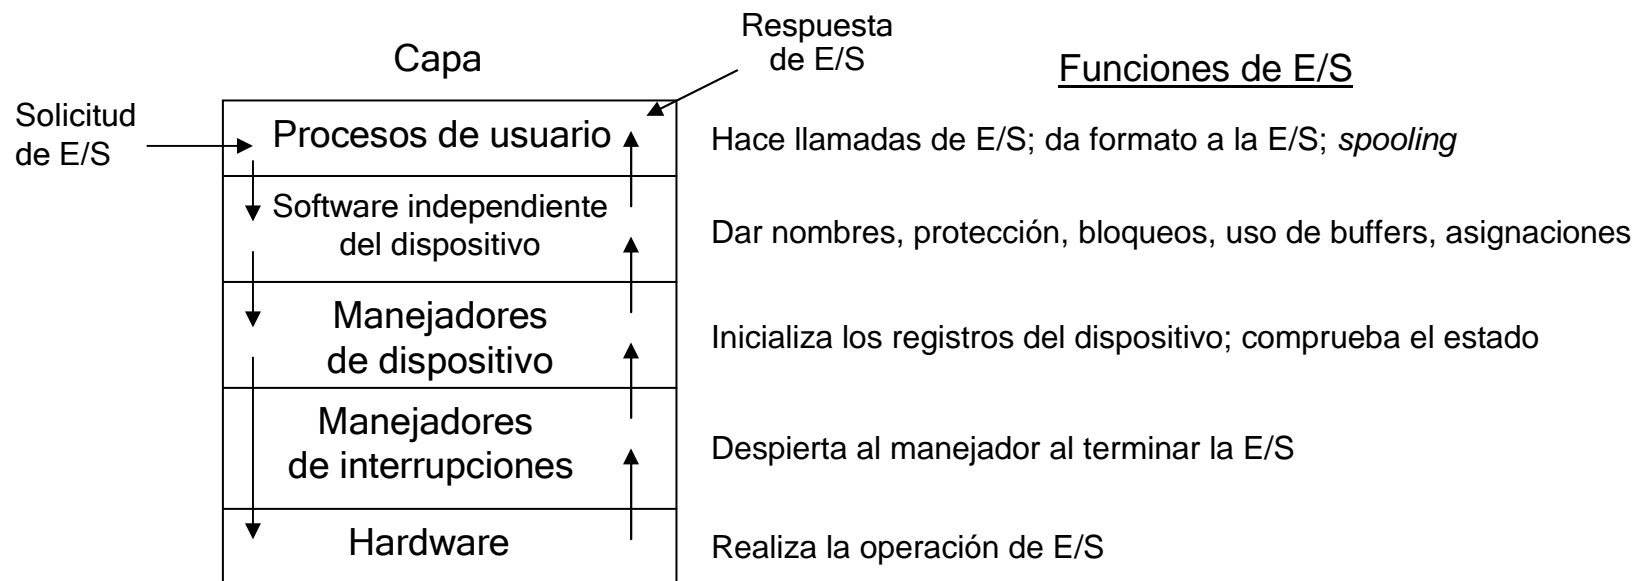 Respuesta
de E/S
Capa
Funciones de E/S
Solicitud
de E/S
Procesos de usuario
Hace llamadas de E/S; da formato a la E/S; spooling
Software independiente
del dispositivo
Dar nombres, protección, bloqueos, uso de buffers, asignaciones
Manejadores
de dispositivo
Inicializa los registros del dispositivo; comprueba el estado
Manejadores
de interrupciones
Despierta al manejador al terminar la E/S
Hardware
Realiza la operación de E/S